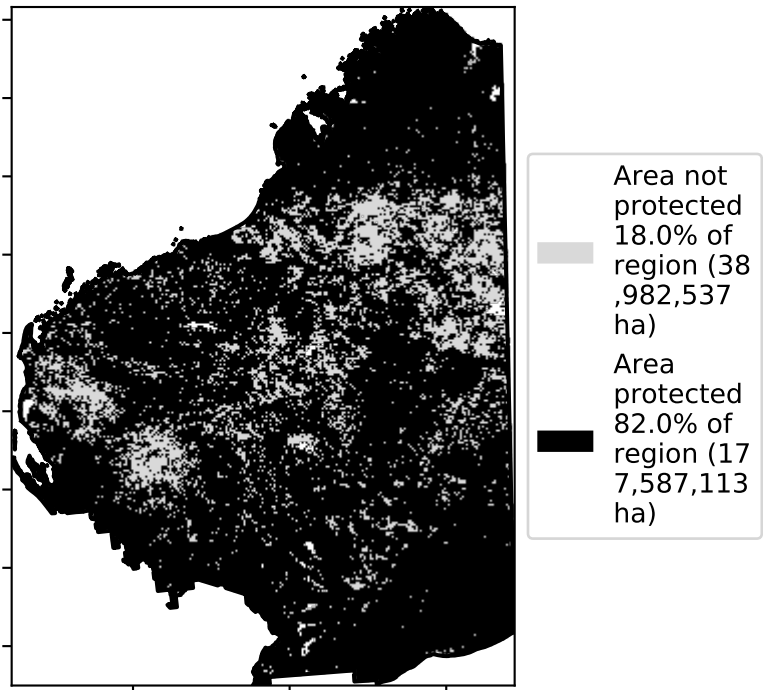 Area not
protected
18.0% of
region (38
,982,537
ha)
Area
protected
82.0% of
region (17
7,587,113
ha)